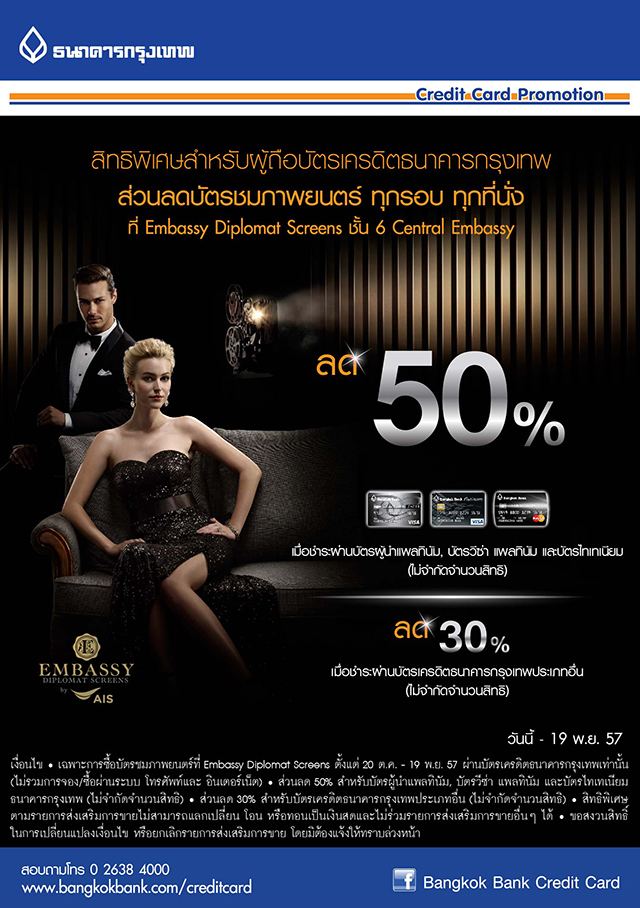 ธนาคารกรุงเทพ
Credit Card Promotion
สิทธิพิเศษสำหรับผู้ถือบัตรเครดิตธนาคารกรุงเทพ
ส่วนลดบัตรชมภาพยนตร์ ทุกรอบ ทุกที่นั่ง
ที่ Embassy Diplomat Screens ชั้น 6 Central Embassy
ลด 50%
เมื่อชำระผ่านบัตรผู้นำแพลทินัม, บัตรวีซ่า แพลทินัม และบัตรไทเทเนียม
(ไม่จำกัดจำนวนสิทธิ)
ลด 30%
เมื่อชำระผ่านบัตรเครดิตธนาคารกรุงเทพประเภทอื่น
(ไม่จำกัดจำนวนสิทธิ)
EMBASSY
DIPLOMAT SCREENS
by AIS
วันนี้ - 19 พ.ย. 57
เงื่อนไข • เฉพาะการซื้อบัตรชมภาพยนตร์ที่ Embassy Diplomat Screens ตั้งแต่ 20 ต.ค. - 19 พ.ย. 57 ผ่านบัตรเครดิตธนาคารกรุงเทพเท่านั้น
(ไม่รวมการจอง/ซื้อผ่านระบบ โทรศัพท์และ อินเตอร์เน็ต) • ส่วนลด 50% สำหรับบัตรผู้นำแพลทินัม, บัตรวีซ่า แพลทินัม และบัตรไทเทเนียม
ธนาคารกรุงเทพ (ไม่จำกัดจำนวนสิทธิ) • ส่วนลด 30% สำหรับบัตรเครดิตธนาคารกรุงเทพประเภทอื่น (ไม่จำกัดจำนวนสิทธิ) • สิทธิพิเศษ
ตามรายการส่งเสริมการขายไม่สามารถแลกเปลี่ยน โอน หรือทอนเป็นเงินสดและไม่ร่วมรายการส่งเสริมการขายอื่นๆ ได้ • ขอสงวนสิทธิ์
ในการเปลี่ยนแปลงเงื่อนไข หรือยกเลิกรายการส่งเสริมการขาย โดยมิต้องแจ้งให้ทราบล่วงหน้า
สอบถามโทร 0 2638 4000
www.bangkokbank.com/creditcard
Bangkok Bank Credit Card